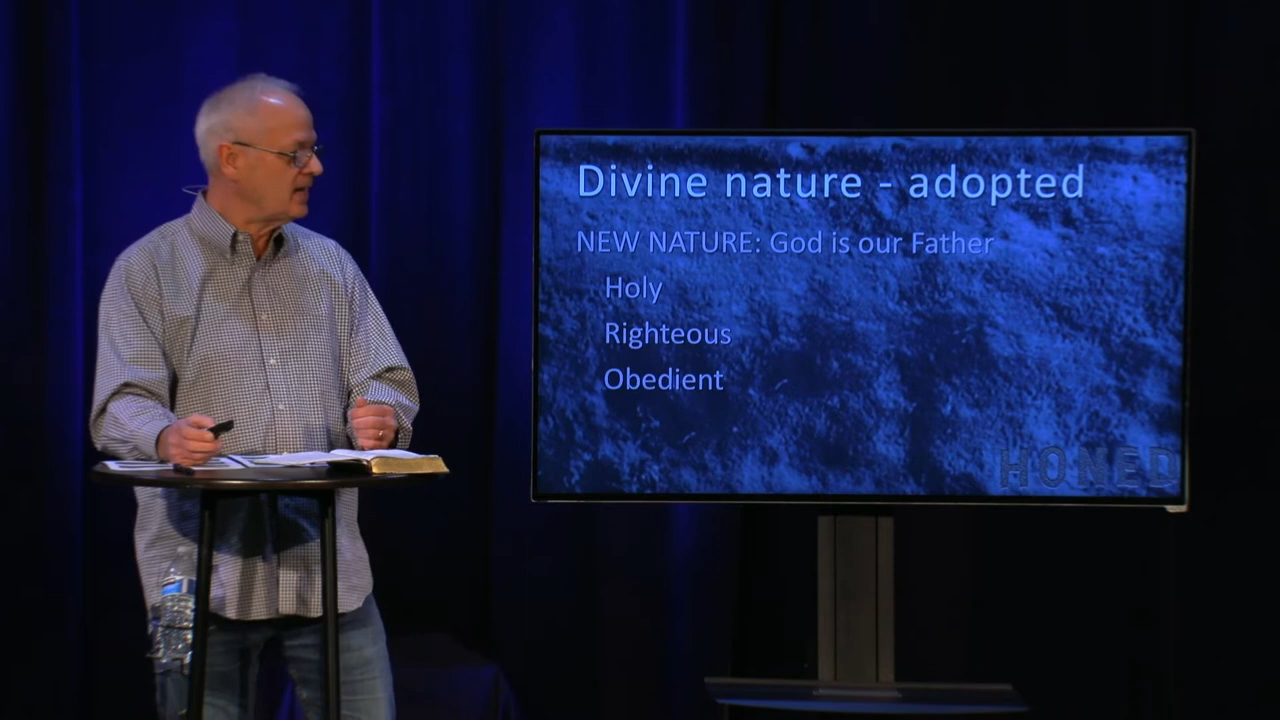 Divine nature - adopted
NEW NATURE: God is our Father
Holy
Righteous
Obedient
HONED